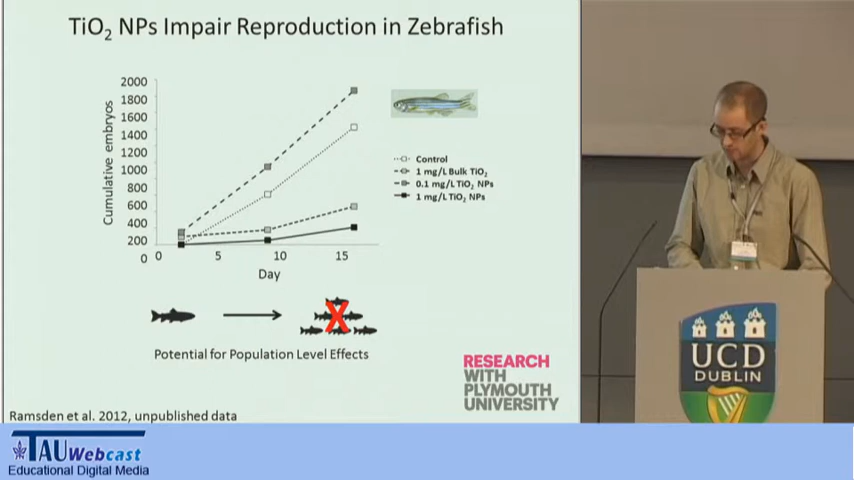 TiO₂ NPs Impair Reproduction in Zebrafish
Cumulative embryos
2000
1800
1600
1400
1200
1000
800
600
400
200
0
0 5 10 15
Day
Control
1 mg/L Bulk TiO₂
0.1 mg/L TiO₂ NPs
1 mg/L TiO₂ NPs
X
Potential for Population Level Effects
RESEARCH
WITH
PLYMOUTH
UNIVERSITY
Ramsden et al. 2012, unpublished data
UCD
DUBLIN
TAU Webcast
Educational Digital Media